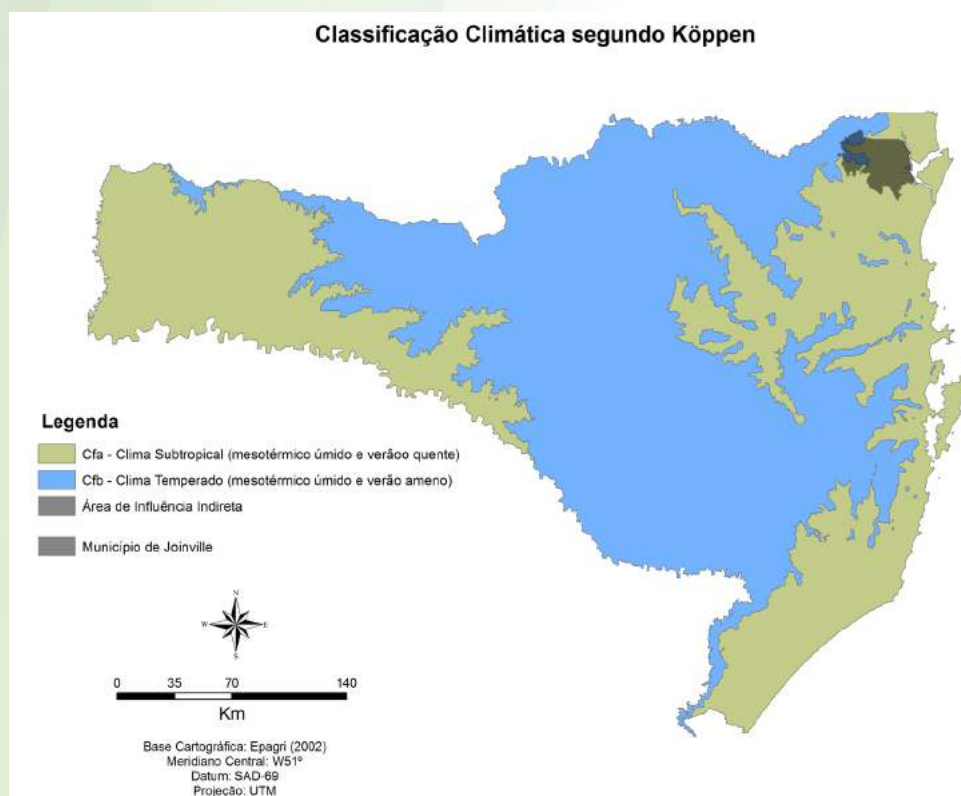 Classificação Climática segundo Köppen
Legenda
Cfa - Clima Subtropical (mesotérmico úmido e verãoo quente)
Cfb - Clima Temperado (mesotérmico úmido e verão ameno)
Área de Influência Indireta
Município de Joinville
N
W E
S
0 35 70 140
Km
Base Cartográfica: Epagri (2002)
Meridiano Central: W51º
Datum: SAD-69
Projeção: UTM